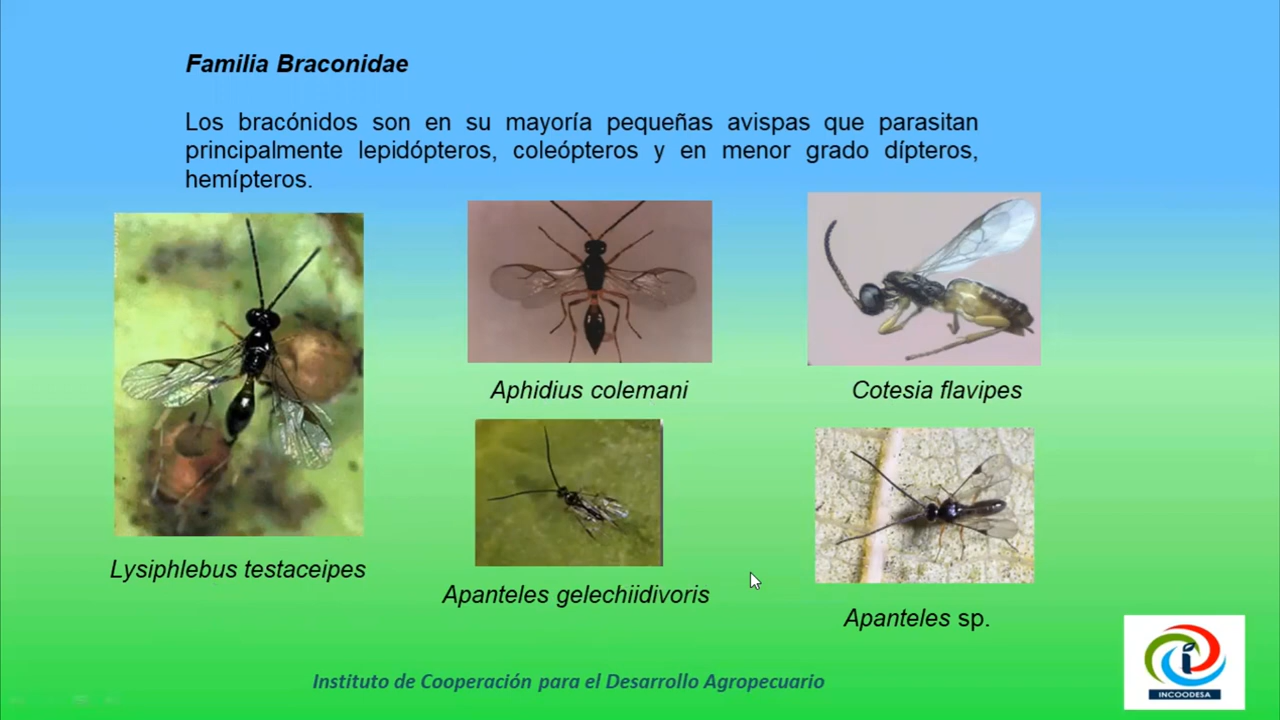 Familia Braconidae
Los bracónidos son en su mayoría pequeñas avispas que parasitan
principalmente lepidópteros, coleópteros y en menor grado dípteros,
hemípteros.
Aphidius colemani
Cotesia flavipes
Lysiphlebus testaceipes
Apanteles gelechiidivoris
Apanteles sp.
Instituto de Cooperación para el Desarrollo Agropecuario
INCOODESA